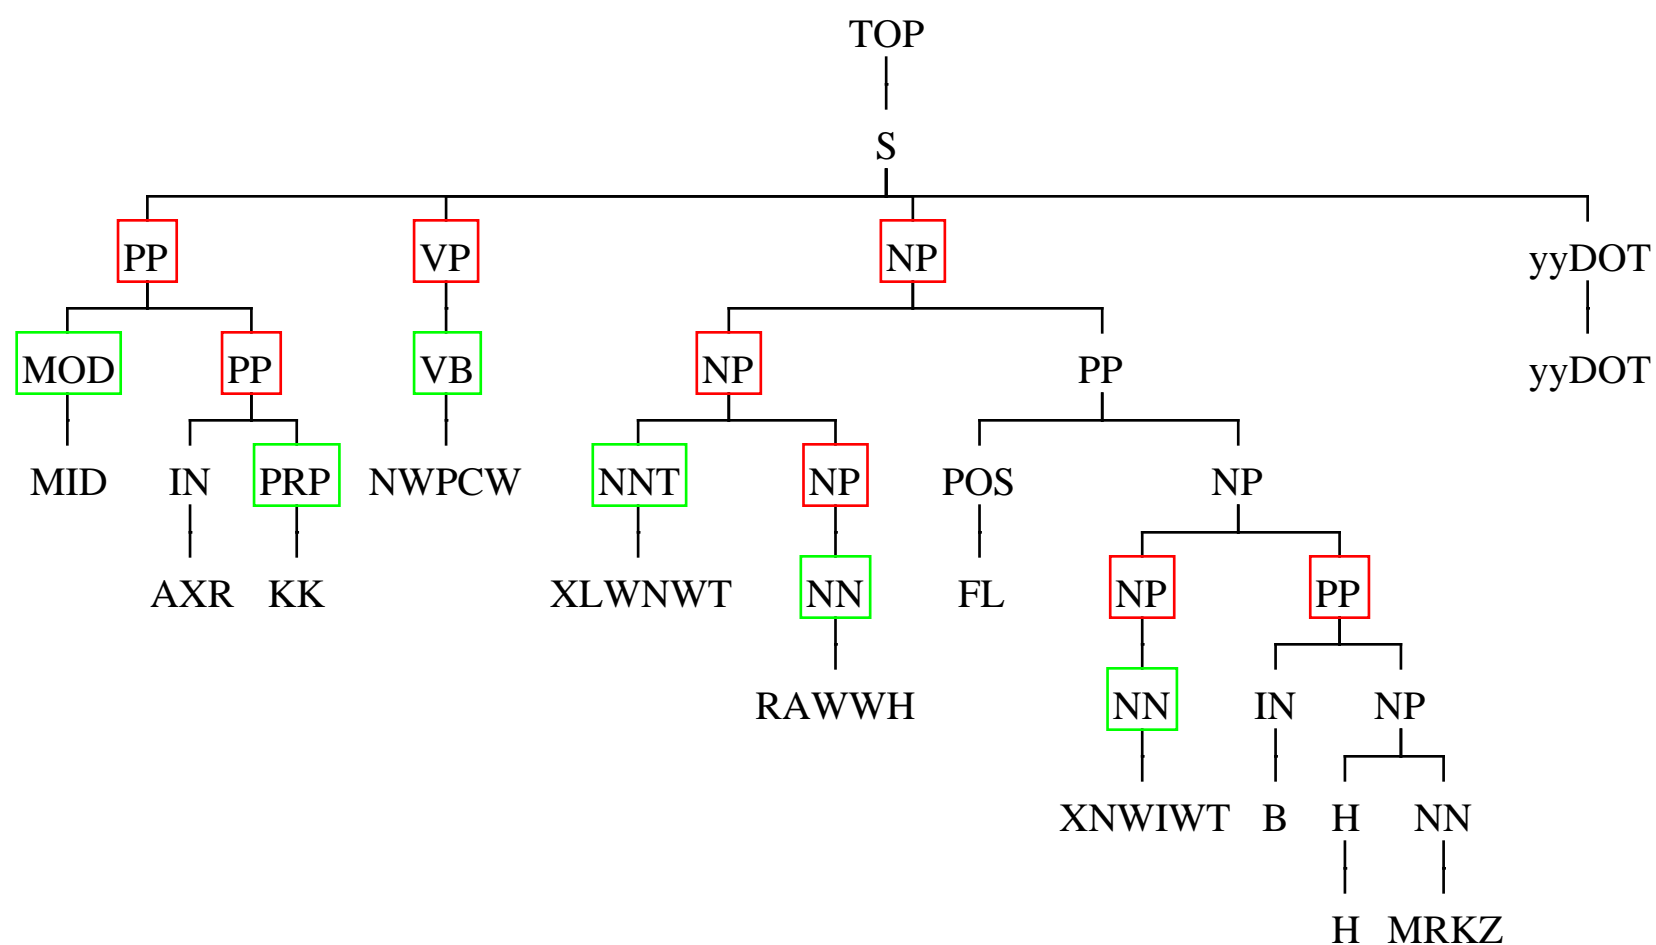 TOP
S
PP VP NP yyDOT
MOD PP VB NP PP yyDOT
MID IN PRP NWPCW NNT NP POS NP
AXR KK XLWNWT NN FL NP PP
RAWWH NN IN NP
XNWIWT B H NN
H MRKZ